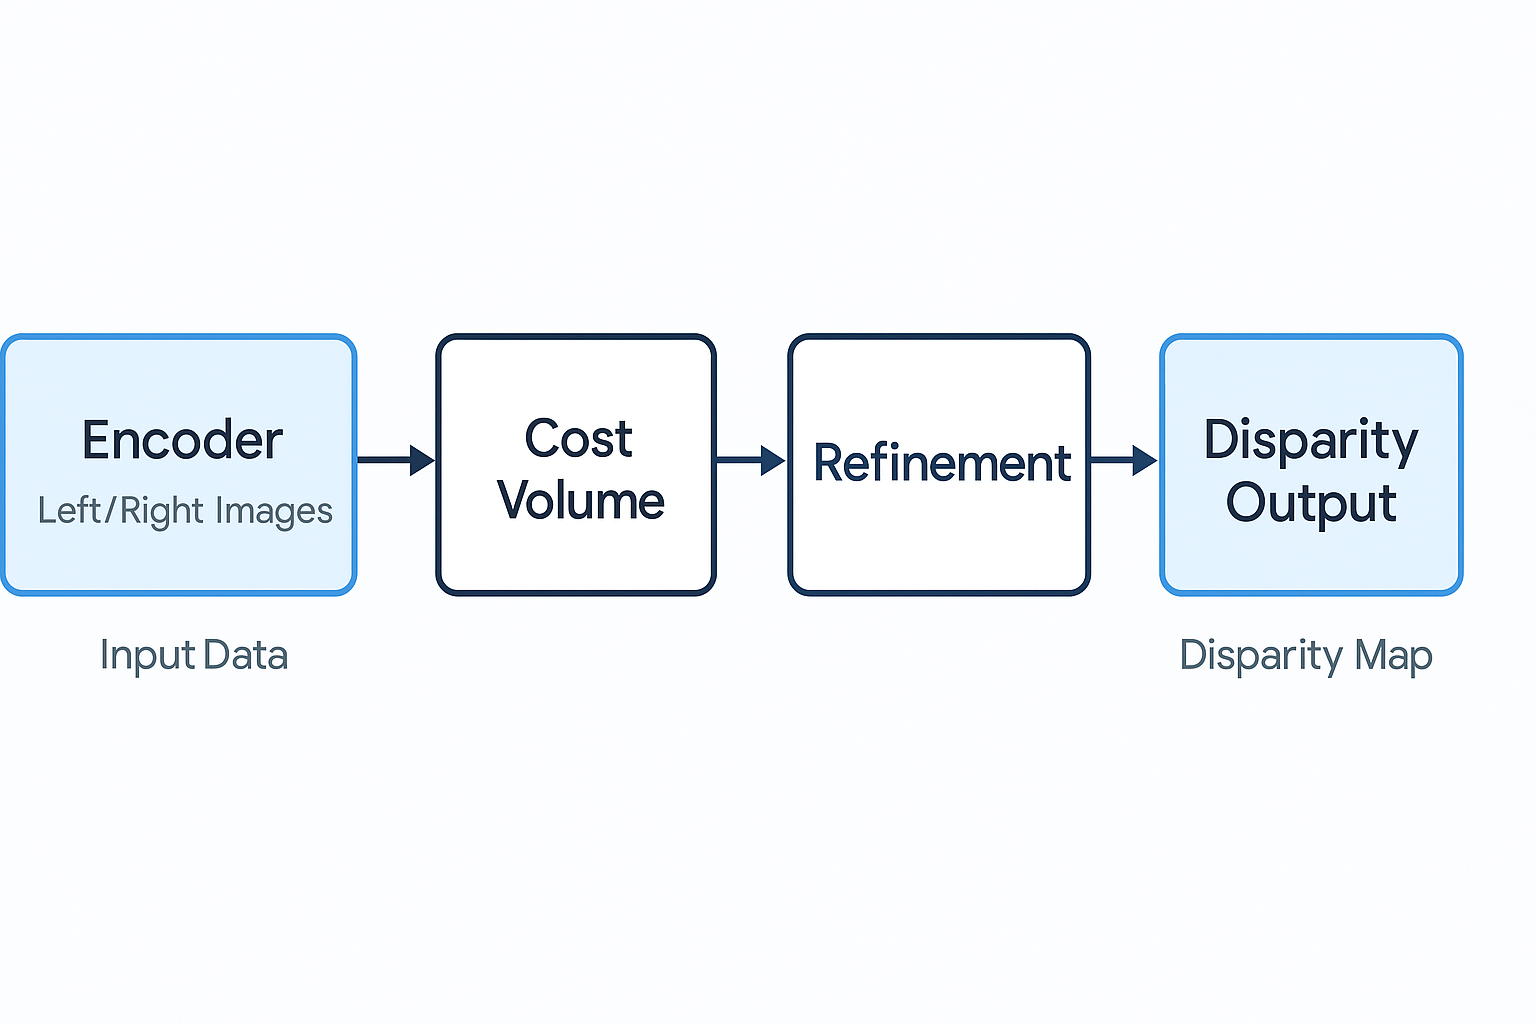 Encoder
Left/Right Images
Cost
Volume
Refinement
Disparity
Output
Input Data
Disparity Map